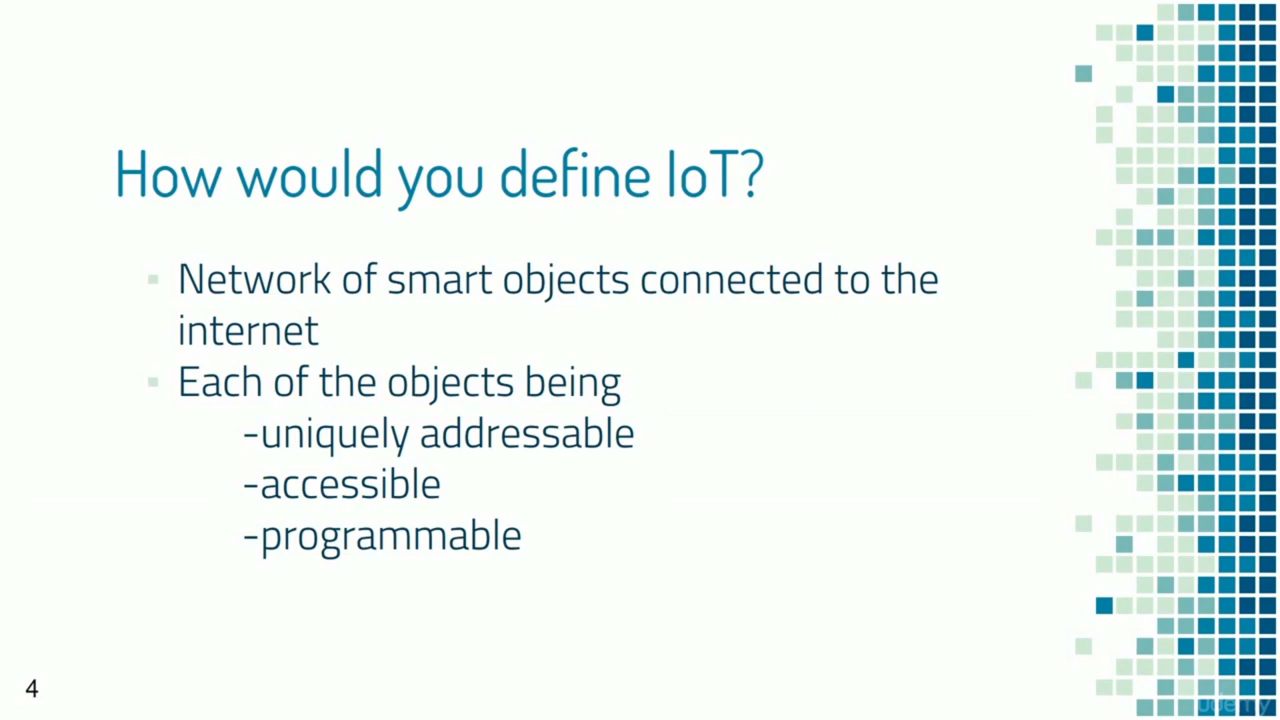 How would you define IoT?
▪ Network of smart objects connected to the
internet
▪ Each of the objects being
-uniquely addressable
-accessible
-programmable
4
udemy